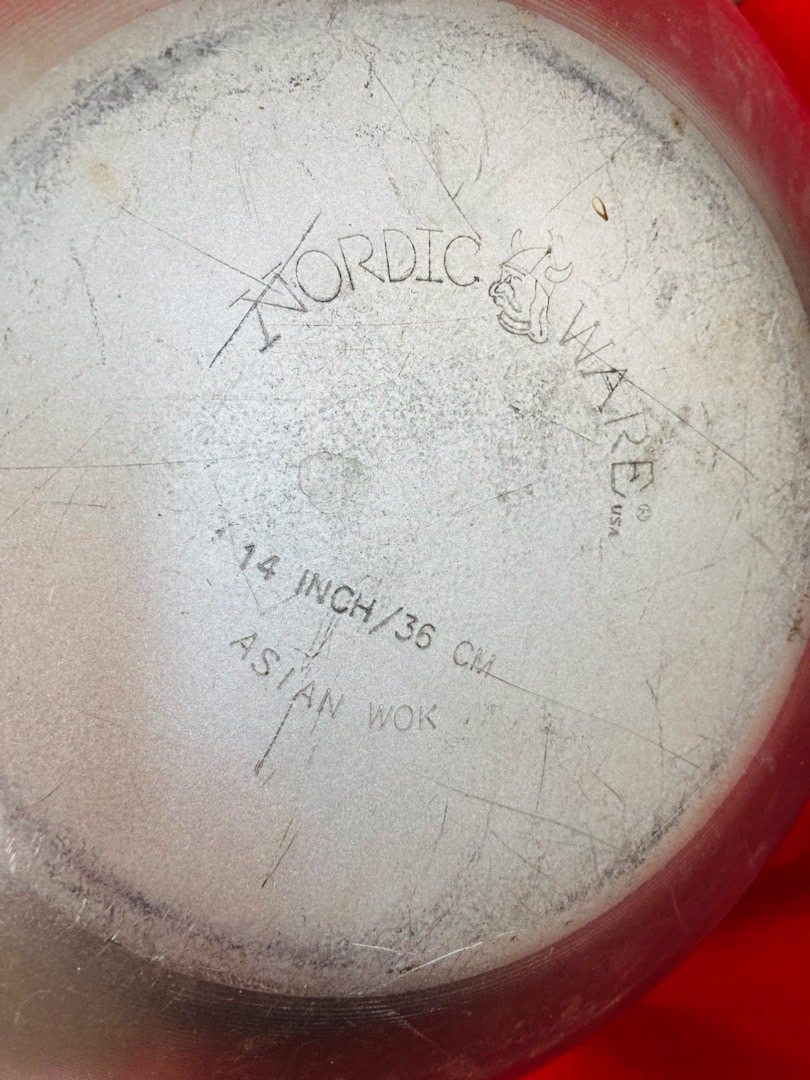 NORDIC WARE®
USA
14 INCH/36 CM
ASIAN WOK